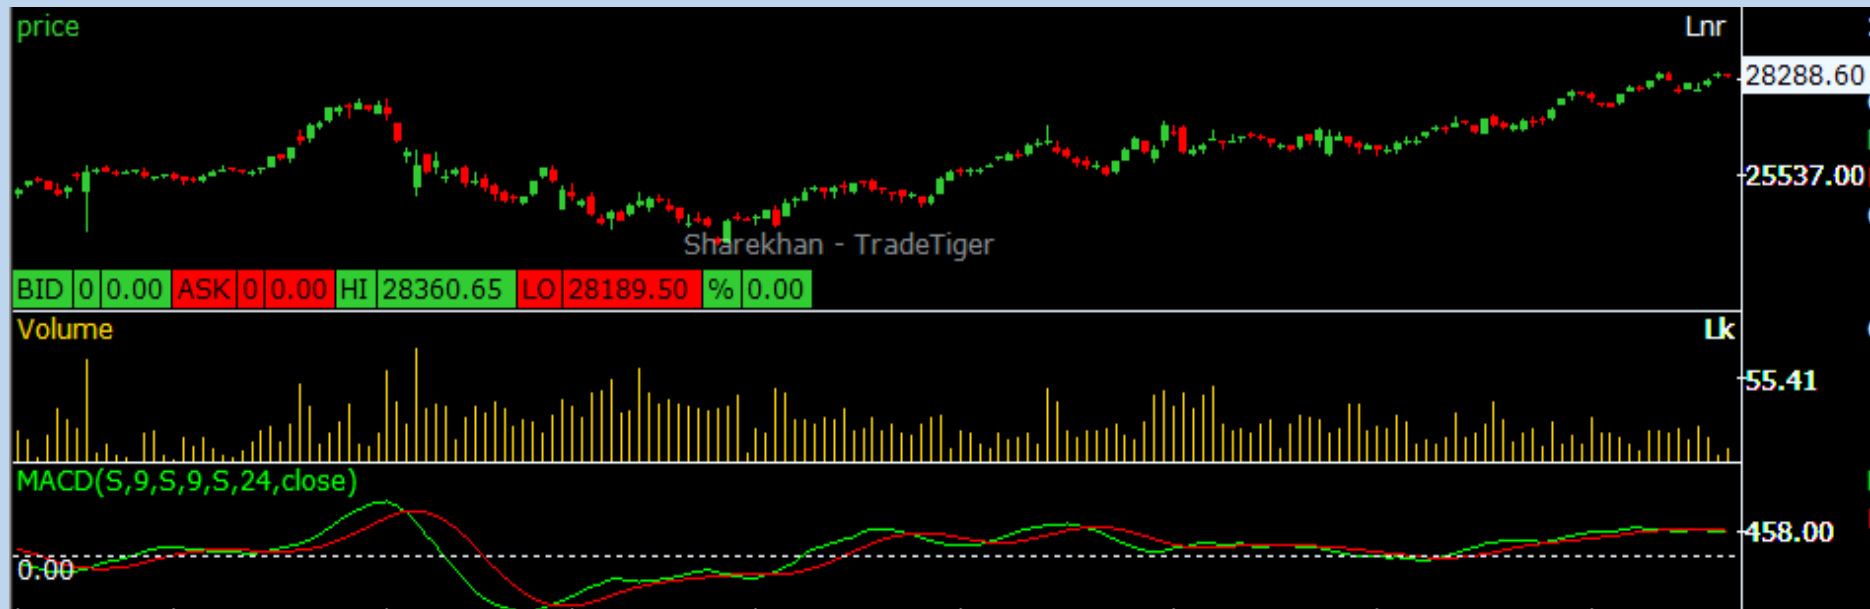 price Lnr
28288.60
25537.00
Sharekhan - TradeTiger
BID 0 0.00 ASK 0 0.00 HI 28360.65 LO 28189.50 % 0.00
Volume Lk
55.41
MACD(S,9,S,9,S,24,close)
458.00
0.00